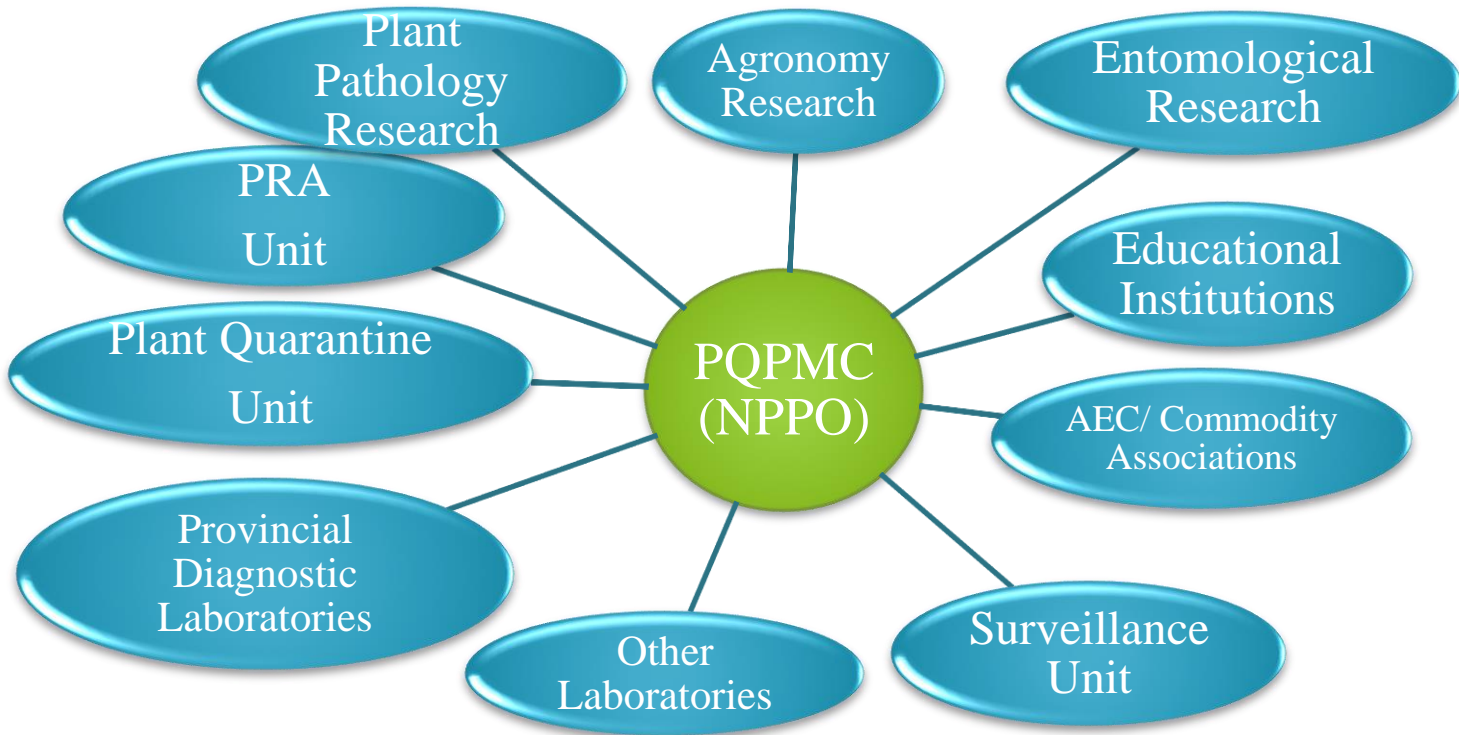 Plant
Pathology
Research
Agronomy
Research
Entomological
Research
PRA
Unit
Educational
Institutions
Plant Quarantine
Unit
PQPMC
(NPPO)
AEC/ Commodity
Associations
Provincial
Diagnostic
Laboratories
Other
Laboratories
Surveillance
Unit